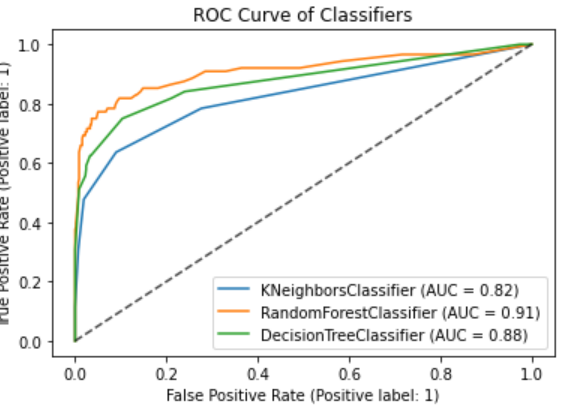 ROC Curve of Classifiers
True Positive Rate (Positive label: 1)
1.0
0.8
0.6
0.4
0.2
0.0
KNeighborsClassifier (AUC = 0.82)
RandomForestClassifier (AUC = 0.91)
DecisionTreeClassifier (AUC = 0.88)
0.0 0.2 0.4 0.6 0.8 1.0
False Positive Rate (Positive label: 1)